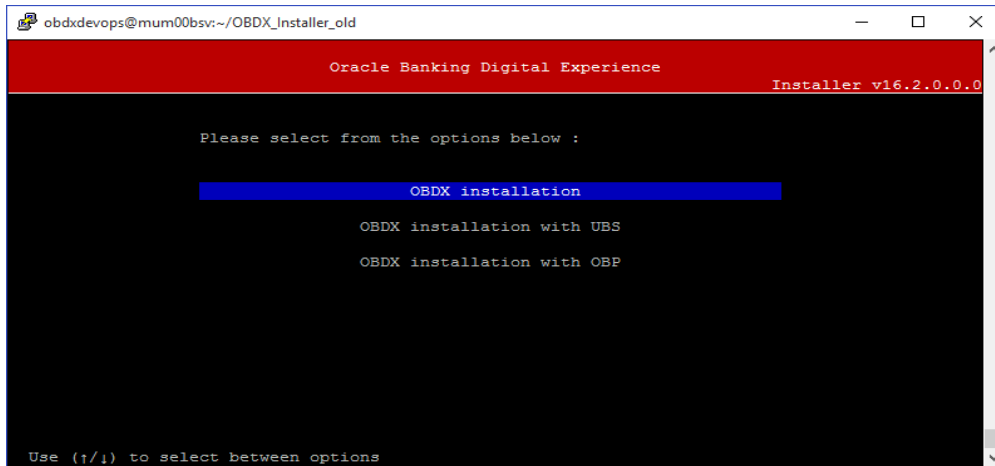 obdxdevops@mum00bsv:~/OBDX_Installer_old
Oracle Banking Digital Experience
Installer v16.2.0.0.0
Please select from the options below :
OBDX installation
OBDX installation with UBS
OBDX installation with OBP
Use (↑/↓) to select between options